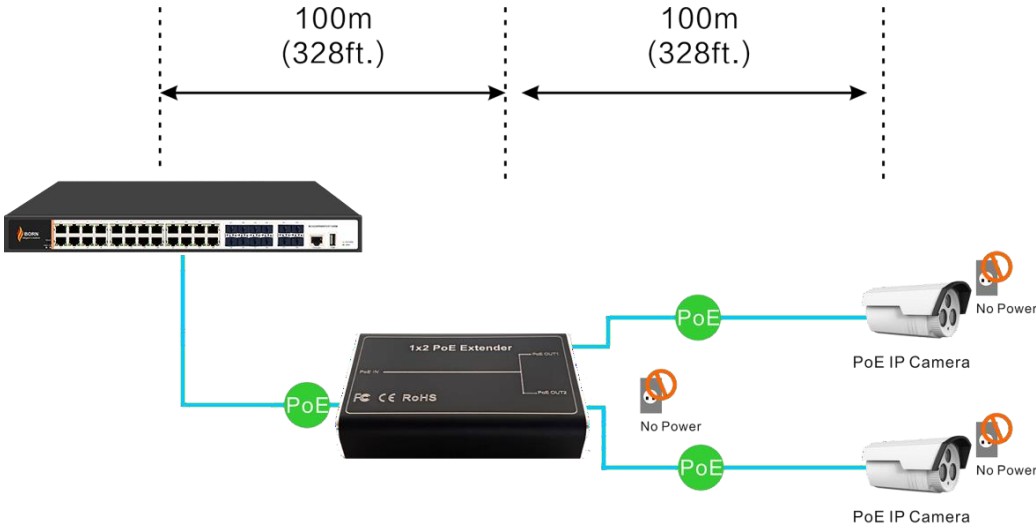 100m
(328ft.)
100m
(328ft.)
BORN
1x2 PoE Extender
PoE OUT1
PoE IN
PoE OUT2
FC CE RoHS
PoE
PoE
No Power
PoE IP Camera
No Power
PoE
No Power
PoE IP Camera